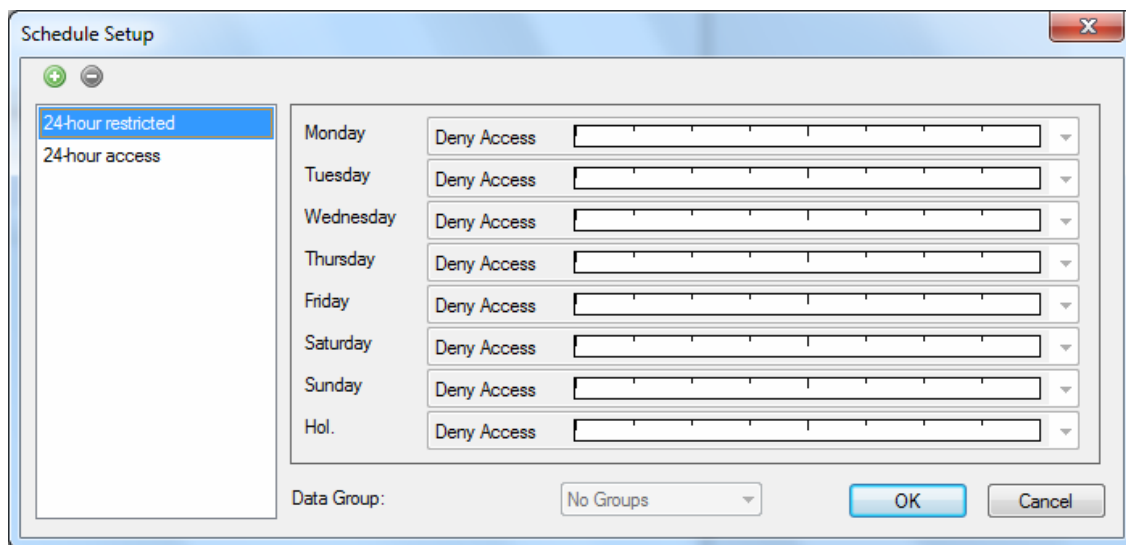 Schedule Setup
24-hour restricted
24-hour access
Monday Deny Access
Tuesday Deny Access
Wednesday Deny Access
Thursday Deny Access
Friday Deny Access
Saturday Deny Access
Sunday Deny Access
Hol. Deny Access
Data Group: No Groups OK Cancel